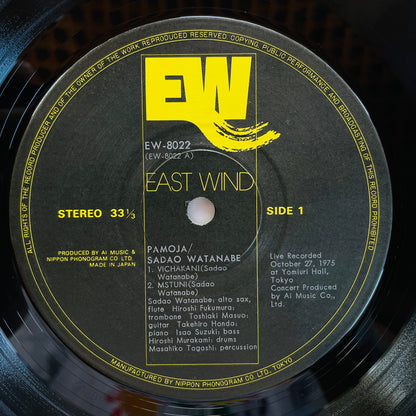 ALL RIGHTS OF THE RECORD PRODUCER AND OF THE OWNER OF THE WORK REPRODUCED RESERVED. COPYING, PUBLIC PERFORMANCE AND BROADCASTING OF THIS RECORD PROHIBITED
EW
EW-8022
(EW-8022 A)
EAST WIND
STEREO 33⅓
SIDE 1
PRODUCED BY AI MUSIC &
NIPPON PHONOGRAM CO. LTD.
MADE IN JAPAN
PAMOJA/
SADAO WATANABE
1. VICHAKANI(Sadao
Watanabe)
2. MSTUNI(Sadao
Watanabe)
Sadao Watanabe: alto sax,
flute Hiroshi Fukumura:
trombone Toshiaki Masuo:
guitar Takehiro Honda:
piano Isao Suzuki: bass
Hiroshi Murakami: drums
Masahiko Togashi: percussion
Live Recorded
October 27, 1975
at Yomiuri Hall,
Tokyo
Concert Produced
by AI Music Co.,
Ltd.
MANUFACTURED BY NIPPON PHONOGRAM CO. LTD., TOKYO